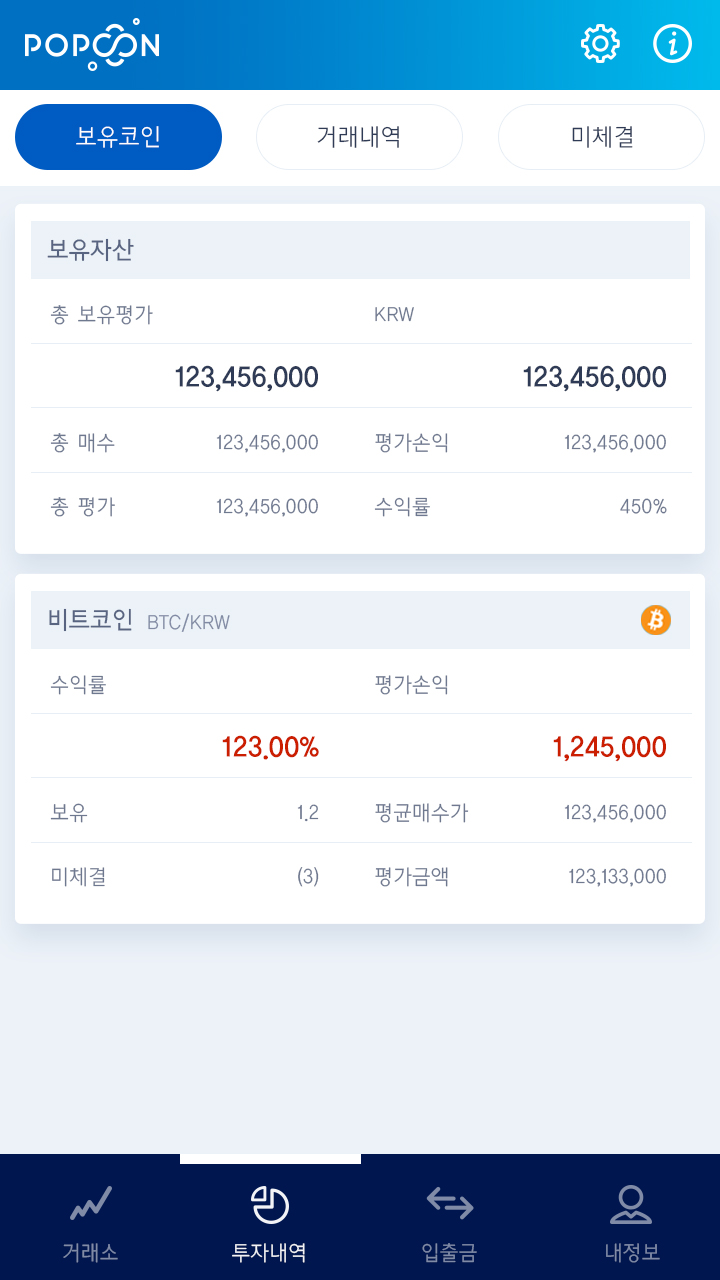 POPCON
보유코인 거래내역 미체결
보유자산
총 보유평가 KRW
123,456,000 123,456,000
총 매수 123,456,000 평가손익 123,456,000
총 평가 123,456,000 수익률 450%
비트코인 BTC/KRW
수익률 평가손익
123.00% 1,245,000
보유 1.2 평균매수가 123,456,000
미체결 (3) 평가금액 123,133,000
거래소 투자내역 입출금 내정보